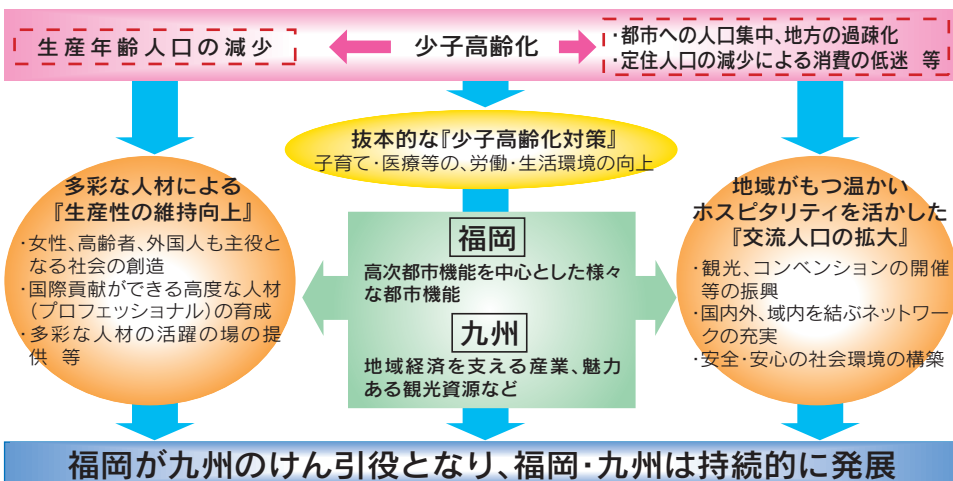 生産年齢人口の減少
少子高齢化
・都市への人口集中、地方の過疎化
・定住人口の減少による消費の低迷 等
抜本的な『少子高齢化対策』
子育て・医療等の、労働・生活環境の向上
多彩な人材による
『生産性の維持向上』
・女性、高齢者、外国人も主役と
なる社会の創造
・国際貢献ができる高度な人材
(プロフェッショナル)の育成
・多彩な人材の活躍の場の提
供 等
福岡
高次都市機能を中心とした様々
な都市機能
九州
地域経済を支える産業、魅力
ある観光資源など
地域がもつ温かい
ホスピタリティを活かした
『交流人口の拡大』
・観光、コンベンションの開催
等の振興
・国内外、域内を結ぶネットワー
クの充実
・安全・安心の社会環境の構築
福岡が九州のけん引役となり、福岡・九州は持続的に発展